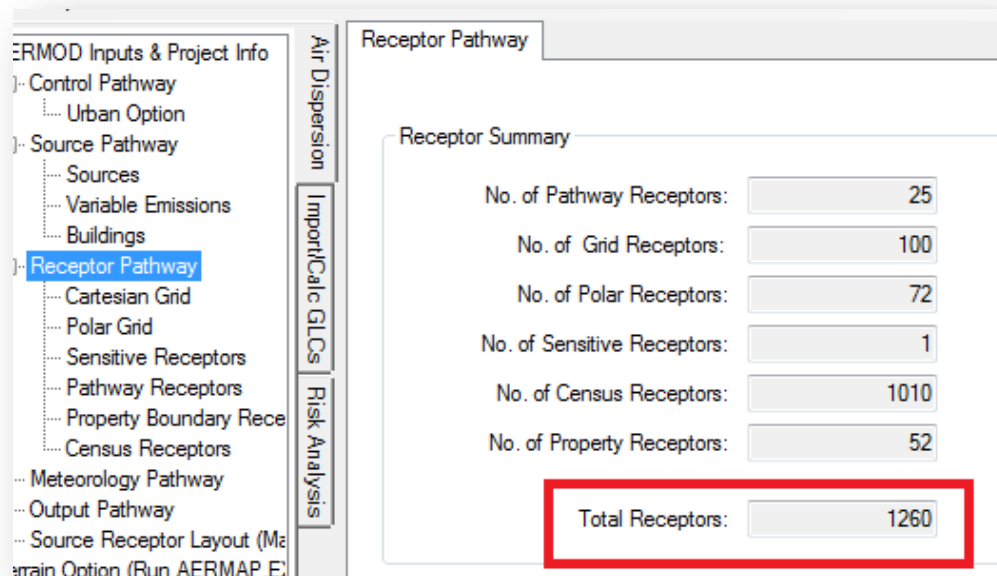 ERMOD Inputs & Project Info
Control Pathway
Urban Option
Source Pathway
Sources
Variable Emissions
Buildings
Receptor Pathway
Cartesian Grid
Polar Grid
Sensitive Receptors
Pathway Receptors
Property Boundary Rece
Census Receptors
Meteorology Pathway
Output Pathway
Source Receptor Layout (Ma
errain Option (Run AERMAP E
Air Dispersion
Import/Calc GLCs
Risk Analysis
Receptor Pathway
Receptor Summary
No. of Pathway Receptors: 25
No. of Grid Receptors: 100
No. of Polar Receptors: 72
No. of Sensitive Receptors: 1
No. of Census Receptors: 1010
No. of Property Receptors: 52
Total Receptors: 1260